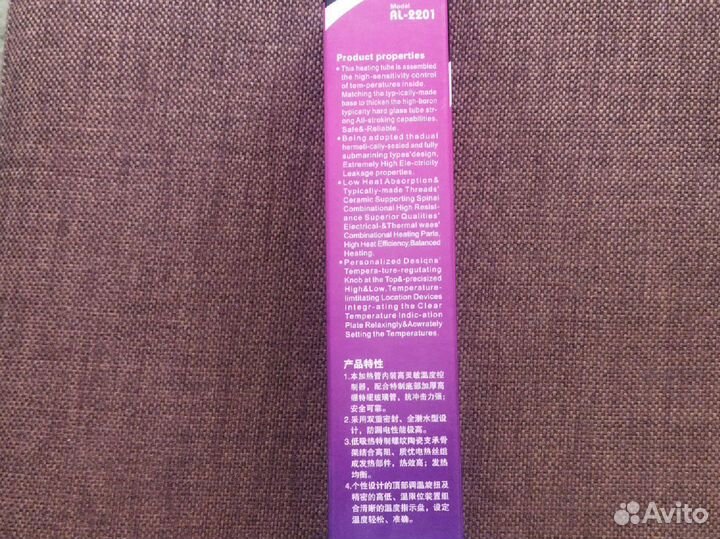 Model
AL-2201
Product properties
This heating tube is assembled
the high-sensitivity control
of tem-peratures inside.
Matching the typ-ically-made
base to thicken the high-boron
typically hard glass tube str-
ong All-stroking capabilities.
Safe&-Reliable.
Being adopted thadual
hermeti-cally-sealed and fully
submarining types'design,
Extremely High Ele-ctricity
Leakage properties.
Low Heat Absorption&
Typically-made Threads'
Ceramic Supporting Spinal
Combinational High Resist-
ance Superior Qualities'
Electrical-&Thermal waes'
Combinational Heating Parls,
High Heat Efficiency,Balanced
Heating.
Personalized Designs'
Tempera-ture-regutating
Knob at the Top&-precisized
High&Low,Temperature-
limtitating Location Devices
Integr-ating the Clear
Temperature Indic-ation
Plate Relaxingly&Acwrately
Setting the Temperatures.
产品特性
1.本加热管内装高灵敏温度控
制器，配合特制底部加厚高
硼特硬玻璃管，抗冲击力强；
安全可靠。
2.采用双重密封、全潜水型设
计，防漏电性能极高。
3.低吸热特制螺纹陶瓷支承骨
架结合高阻、质优电热丝组
成发热部件，热效高；发热
均衡。
4.个性设计的顶部调温旋钮及
精密的高低、温限位装置组
合清晰的温度指示盘，设定
温度轻松、准确。
Avito